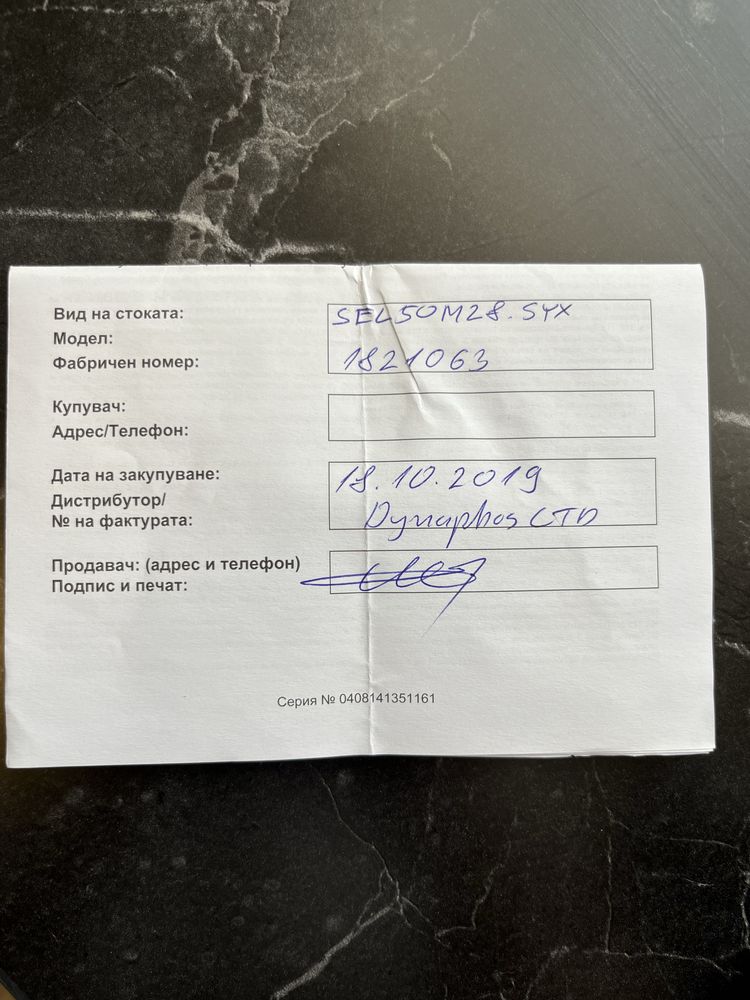 Вид на стоката:
SEL50M28.SYX
Модел:
Фабричен номер:
1821063
Купувач:
Адрес/Телефон:
Дата на закупуване:
18.10.2019
Дистрибутор/
№ на фактурата:
Dynaphos LTD
Продавач: (адрес и телефон)
Подпис и печат:
Серия № 0408141351161